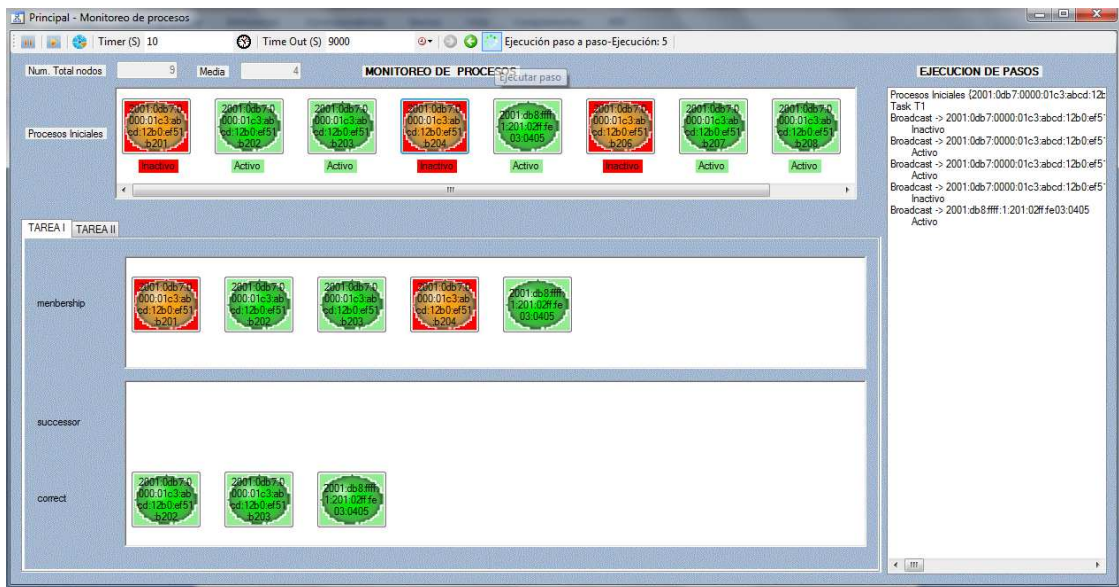 Principal - Monitoreo de procesos
Timer (S) 10 Time Out (S) 9000 Ejecución paso a paso-Ejecución: 5
Num. Total nodos 9 Media 4 MONITOREO DE PROCESOS
Ejecutar paso
EJECUCION DE PASOS
Procesos Iniciales
2001:0db7:0
000:01c3:ab
cd:12b0:ef51
:b201
Inactivo
2001:0db7:0
000:01c3:ab
cd:12b0:ef51
:b202
Activo
2001:0db7:0
000:01c3:ab
cd:12b0:ef51
:b203
Activo
2001:0db7:0
000:01c3:ab
cd:12b0:ef51
:b204
Inactivo
2001:db8:ffff:
1:201:02ff:fe
03:0405
Activo
2001:0db7:0
000:01c3:ab
cd:12b0:ef51
:b206
Inactivo
2001:0db7:0
000:01c3:ab
cd:12b0:ef51
:b207
Activo
2001:0db7:0
000:01c3:ab
cd:12b0:ef51
:b208
Activo
TAREA I TAREA II
menbership
2001:0db7:0
000:01c3:ab
cd:12b0:ef51
:b201
2001:0db7:0
000:01c3:ab
cd:12b0:ef51
:b202
2001:0db7:0
000:01c3:ab
cd:12b0:ef51
:b203
2001:0db7:0
000:01c3:ab
cd:12b0:ef51
:b204
2001:db8:ffff:
1:201:02ff:fe
03:0405
successor
correct
2001:0db7:0
000:01c3:ab
cd:12b0:ef51
:b202
2001:0db7:0
000:01c3:ab
cd:12b0:ef51
:b203
2001:db8:ffff:
1:201:02ff:fe
03:0405
Procesos Iniciales {2001:0db7:0000:01c3:abcd:12b
Task T1
Broadcast -> 2001:0db7:0000:01c3:abcd:12b0:ef5
Inactivo
Broadcast -> 2001:0db7:0000:01c3:abcd:12b0:ef5
Activo
Broadcast -> 2001:0db7:0000:01c3:abcd:12b0:ef5
Activo
Broadcast -> 2001:0db7:0000:01c3:abcd:12b0:ef5
Inactivo
Broadcast -> 2001:db8:ffff:1:201:02ff:fe03:0405
Activo